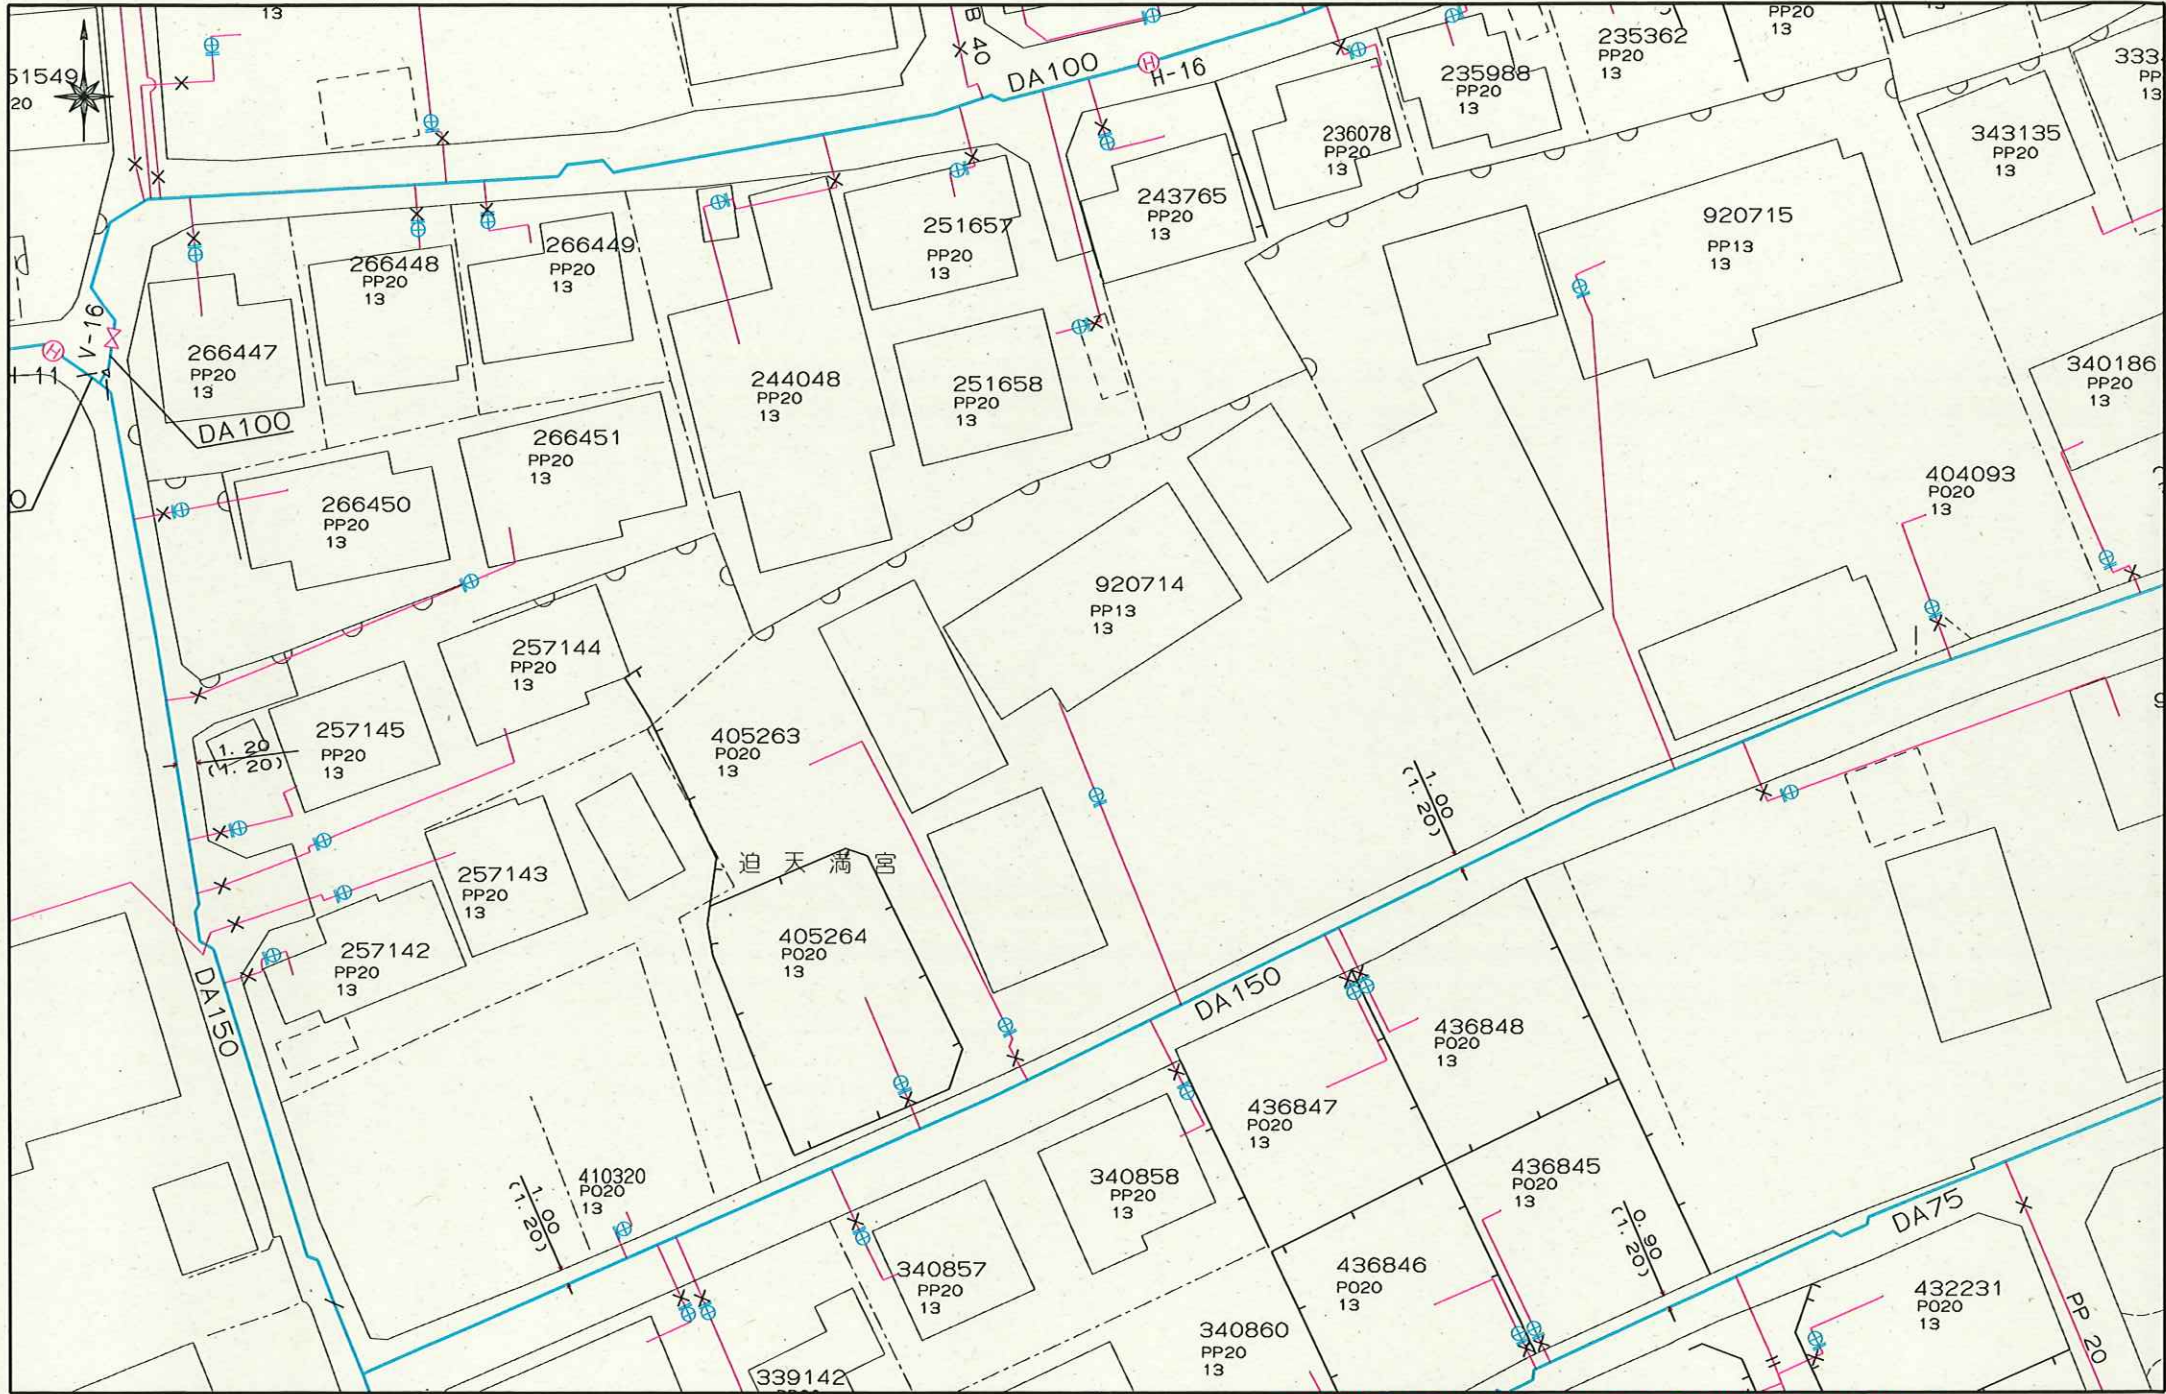 13
51549
20
B 40
DA100
H-16
235362
PP20
13
PP20
13
235988
PP20
13
236078
PP20
13
343135
PP20
13
243765
PP20
13
251657
PP20
13
920715
PP13
13
266449
PP20
13
266448
PP20
13
266447
PP20
13
V-16
DA100
244048
PP20
13
251658
PP20
13
340186
PP20
13
266451
PP20
13
266450
PP20
13
404093
PO20
13
920714
PP13
13
257144
PP20
13
257145
PP20
13
1.20
(1.20)
405263
PO20
13
1.00
(1.20)
迫天満宮
257143
PP20
13
257142
PP20
13
405264
PO20
13
DA150
DA150
436848
PO20
13
436847
PO20
13
436845
PO20
13
340858
PP20
13
410320
PO20
13
1.00
(1.20)
0.90
(1.20)
DA75
340857
PP20
13
436846
PO20
13
432231
PO20
13
PP 20
340860
PP20
13
339142